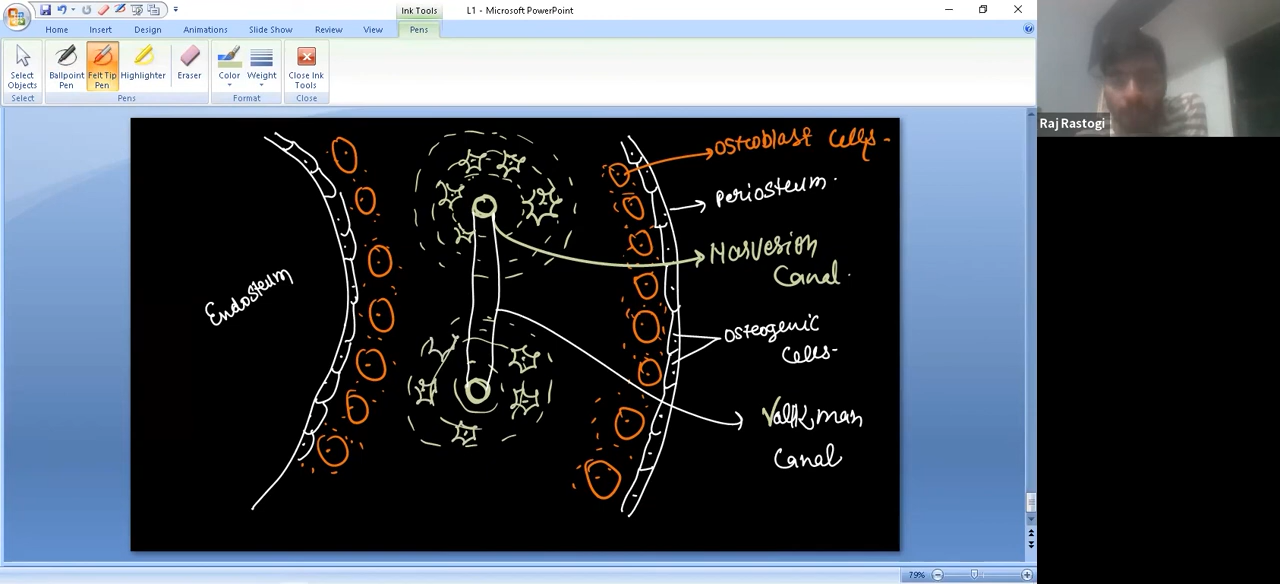 Ink Tools
L1 - Microsoft PowerPoint
Home
Insert
Design
Animations
Slide Show
Review
View
Pens
Select
Objects
Ballpoint
Pen
Felt Tip
Pen
Highlighter
Eraser
Color
Weight
Close Ink
Tools
Select
Pens
Format
Close
Raj Rastogi
Osteoblast Cells
Periosteum
Harvesion
Canal
Osteogenic
Cells
Valkman
Canal
Endosteum
79%